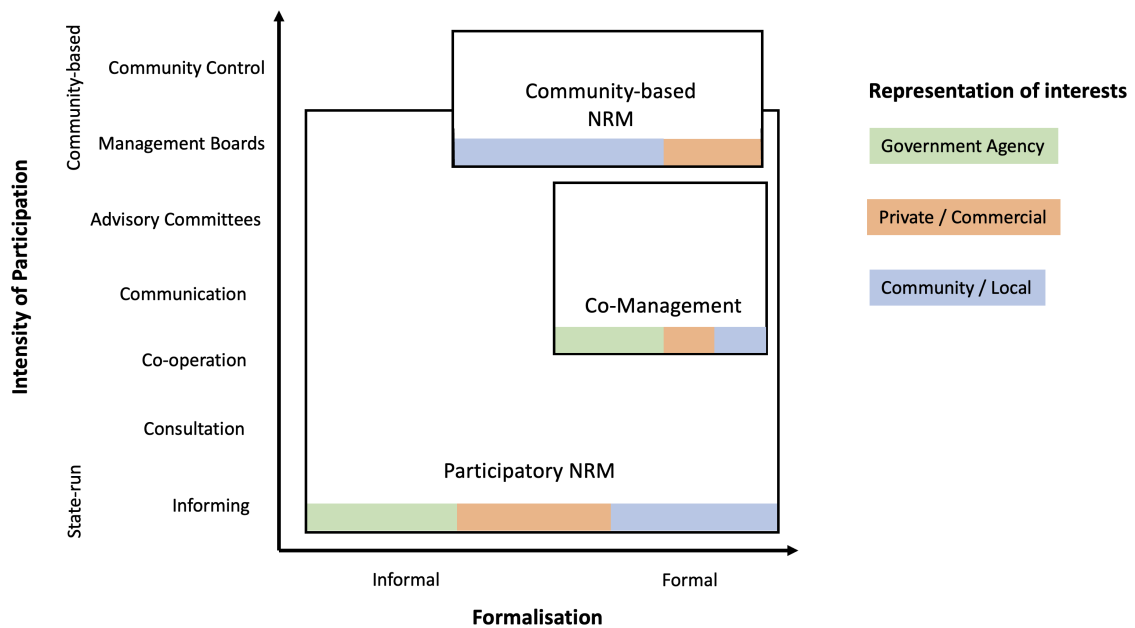 Intensity of Participation
Community-based
State-run
Community Control
Management Boards
Advisory Committees
Communication
Co-operation
Consultation
Informing
Community-based
NRM
Co-Management
Participatory NRM
Informal
Formal
Formalisation
Representation of interests
Government Agency
Private / Commercial
Community / Local